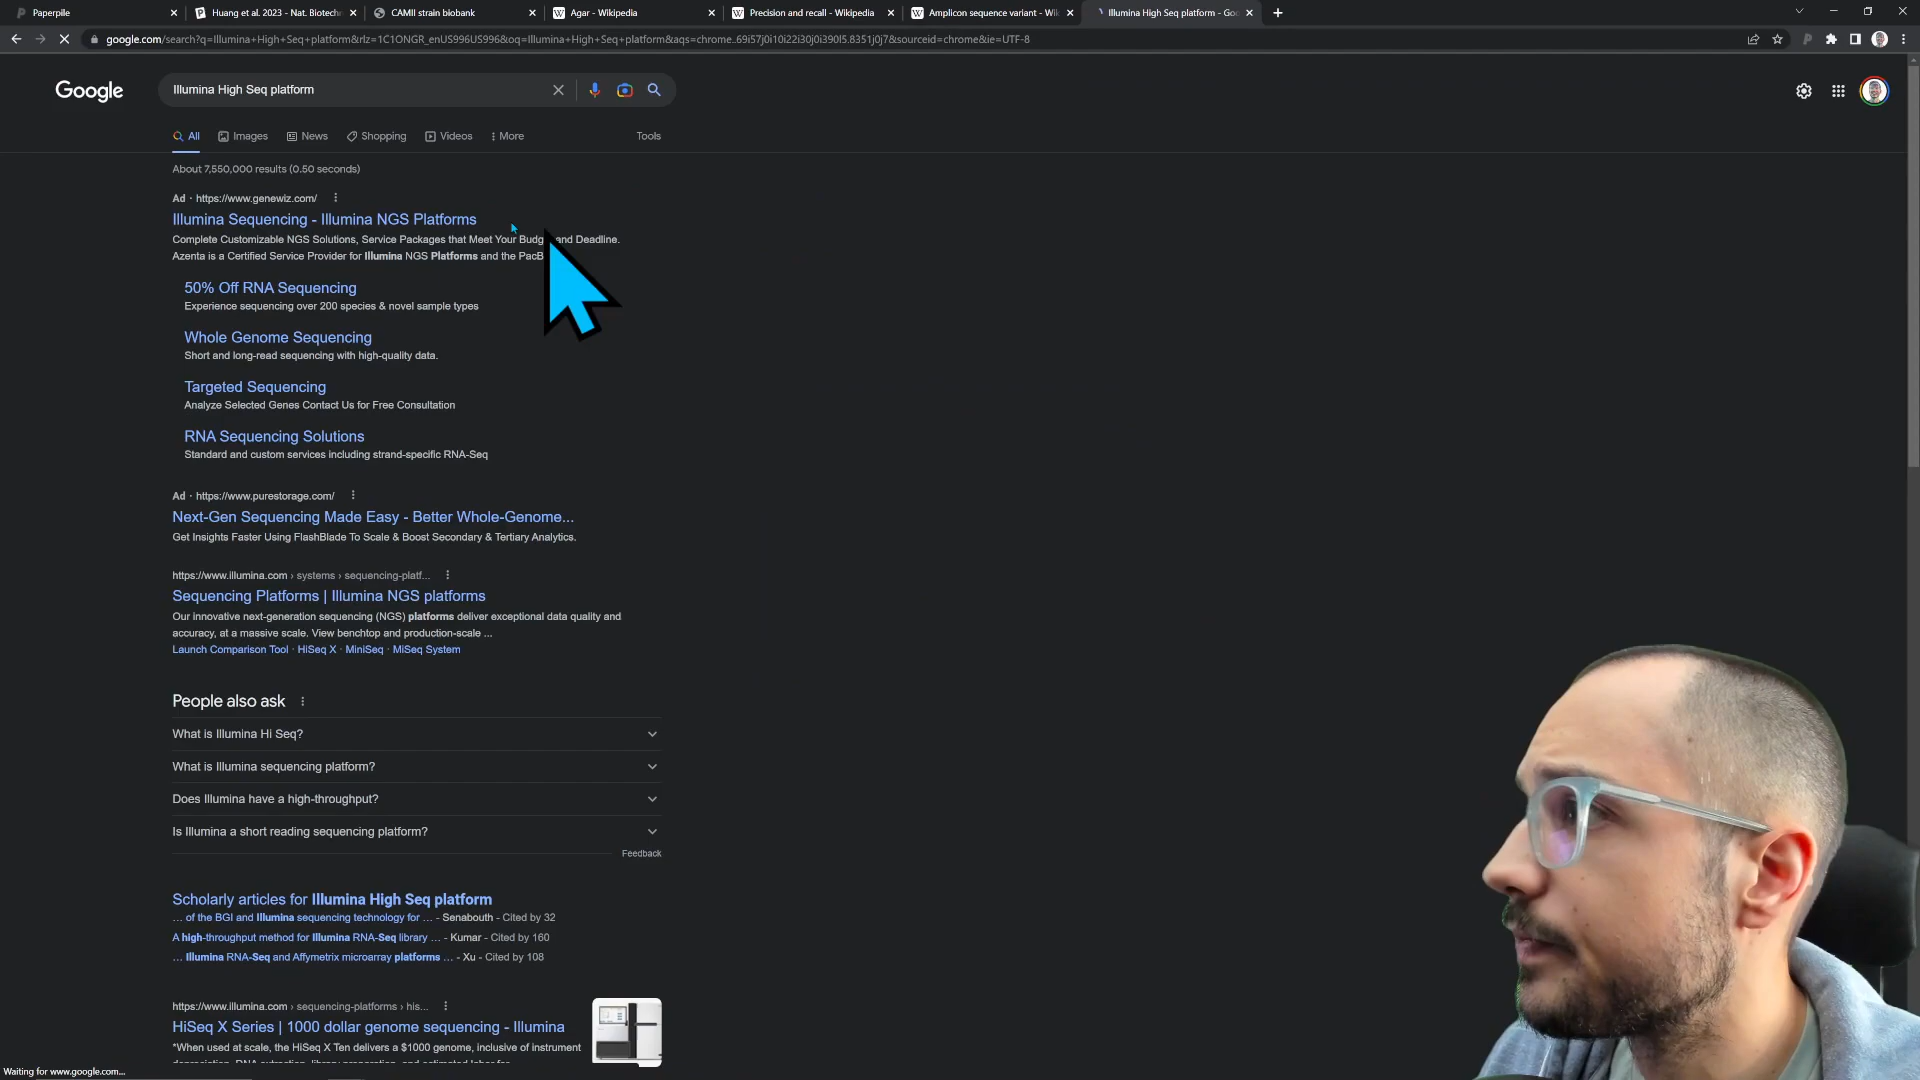 Paperpile
Huang et al. 2023 - Nat. Biotechn
CAMII strain biobank
Agar - Wikipedia
Precision and recall - Wikipedia
Amplicon sequence variant - Wik
Illumina High Seq platform - Goo
google.com/search?q=Illumina+High+Seq+platform&rlz=1C1ONGR_enUS996US996&oq=Illumina+High+Seq+platform&aqs=chrome..69i57j0i10i22i30j0i390l5.8351j0j7&sourceid=chrome&ie=UTF-8
Google
Illumina High Seq platform
All
Images
News
Shopping
Videos
More
Tools
About 7,550,000 results (0.50 seconds)
Ad · https://www.genewiz.com/
Illumina Sequencing - Illumina NGS Platforms
Complete Customizable NGS Solutions, Service Packages that Meet Your Budg and Deadline.
Azenta is a Certified Service Provider for Illumina NGS Platforms and the PacB
50% Off RNA Sequencing
Experience sequencing over 200 species & novel sample types
Whole Genome Sequencing
Short and long-read sequencing with high-quality data.
Targeted Sequencing
Analyze Selected Genes Contact Us for Free Consultation
RNA Sequencing Solutions
Standard and custom services including strand-specific RNA-Seq
Ad · https://www.purestorage.com/
Next-Gen Sequencing Made Easy - Better Whole-Genome...
Get Insights Faster Using FlashBlade To Scale & Boost Secondary & Tertiary Analytics.
https://www.illumina.com › systems › sequencing-platf...
Sequencing Platforms | Illumina NGS platforms
Our innovative next-generation sequencing (NGS) platforms deliver exceptional data quality and
accuracy, at a massive scale. View benchtop and production-scale ...
Launch Comparison Tool · HiSeq X · MiniSeq · MiSeq System
People also ask
What is Illumina Hi Seq?
What is Illumina sequencing platform?
Does Illumina have a high-throughput?
Is Illumina a short reading sequencing platform?
Feedback
Scholarly articles for Illumina High Seq platform
… of the BGI and Illumina sequencing technology for … - Senabouth - Cited by 32
A high-throughput method for Illumina RNA-Seq library … - Kumar - Cited by 160
… Illumina RNA-Seq and Affymetrix microarray platforms … - Xu - Cited by 108
https://www.illumina.com › sequencing-platforms › his...
HiSeq X Series | 1000 dollar genome sequencing - Illumina
*When used at scale, the HiSeq X Ten delivers a $1000 genome, inclusive of instrument
Waiting for www.google.com...